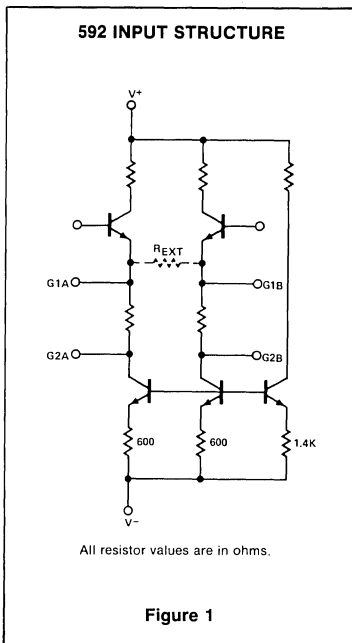 592 INPUT STRUCTURE
V+
REXT
G1A
G1B
G2A
G2B
600
600
1.4K
V−
All resistor values are in ohms.
Figure 1